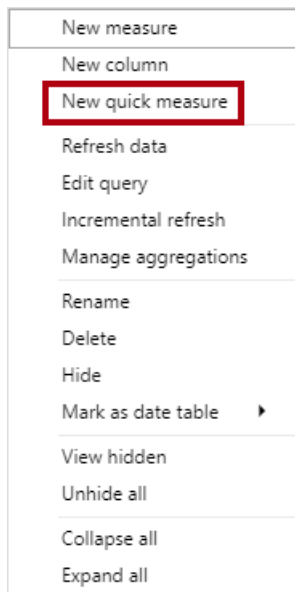 New measure
New column
New quick measure
Refresh data
Edit query
Incremental refresh
Manage aggregations
Rename
Delete
Hide
Mark as date table
View hidden
Unhide all
Collapse all
Expand all